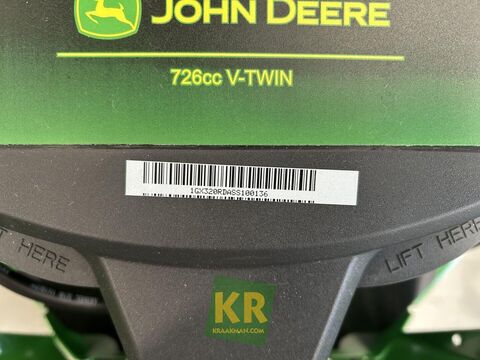 JOHN DEERE
726cc V-TWIN
1GX320RDASS100136
LIFT HERE
LIFT HERE
KR
KRAAKMAN.COM